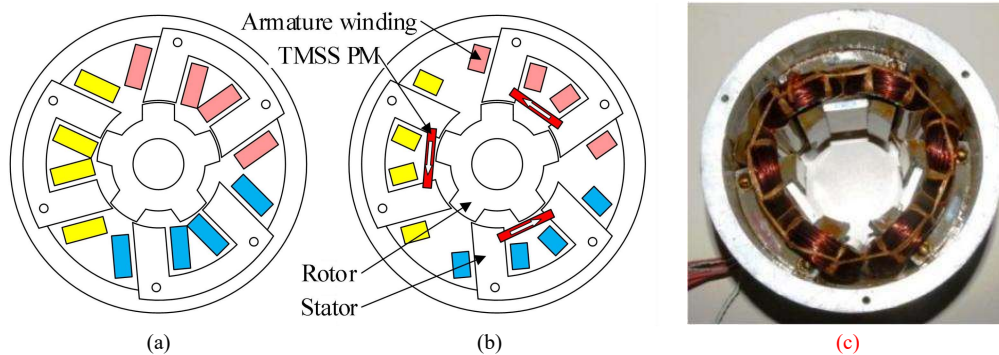 Armature winding
TMSS PM
Rotor
Stator
(a)
(b)
(c)